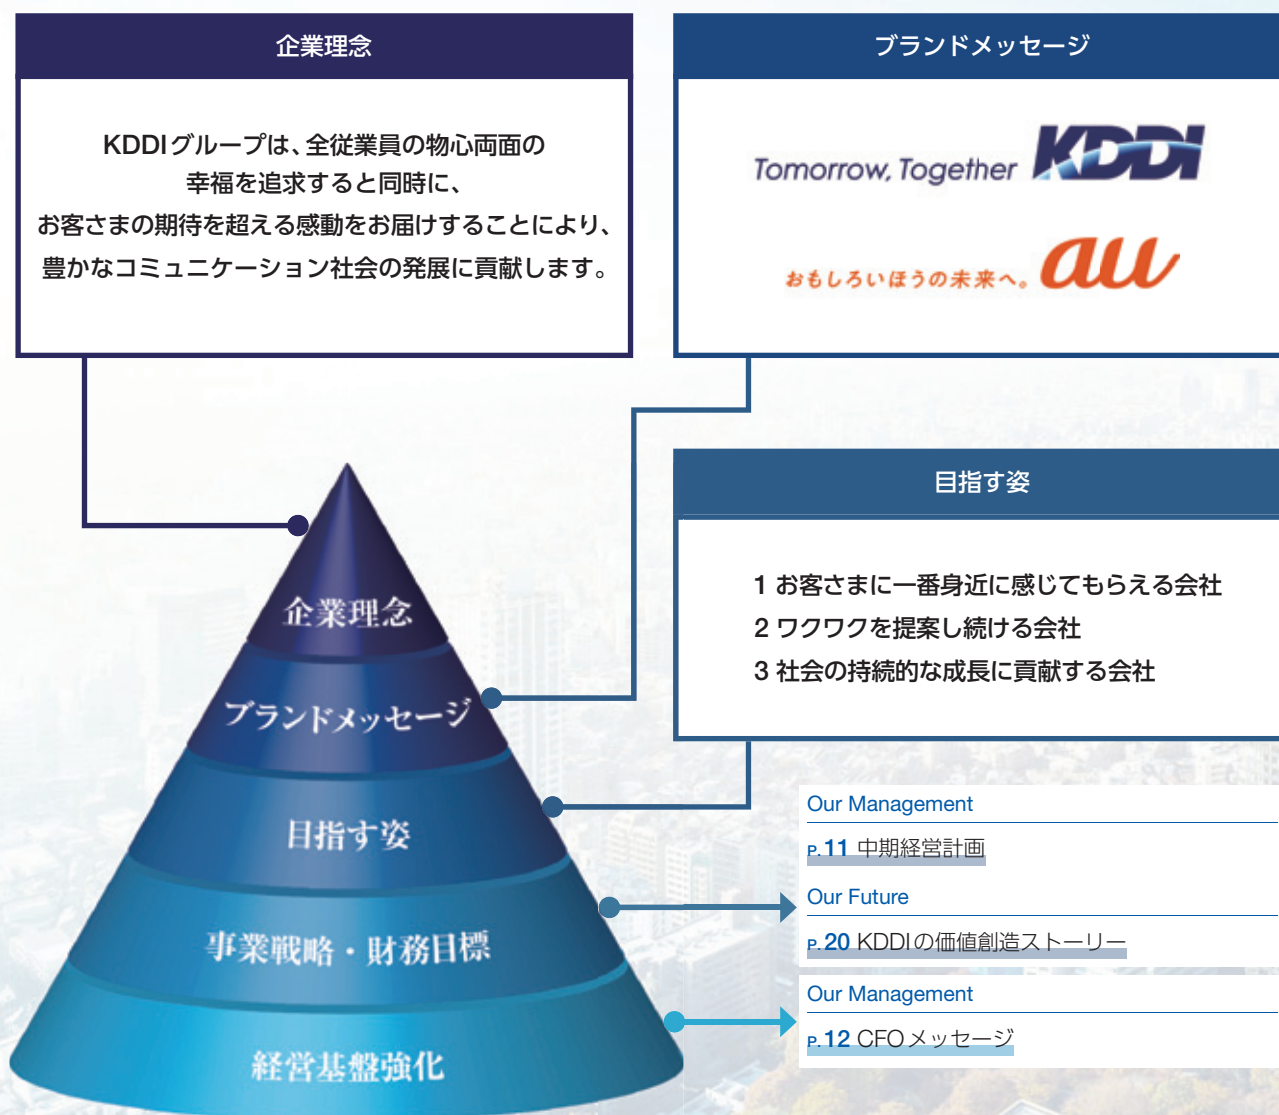 企業理念
KDDIグループは、全従業員の物心両面の
幸福を追求すると同時に、
お客さまの期待を超える感動をお届けすることにより、
豊かなコミュニケーション社会の発展に貢献します。
ブランドメッセージ
Tomorrow, Together KDDI
おもしろいほうの未来へ。 au
目指す姿
1 お客さまに一番身近に感じてもらえる会社
2 ワクワクを提案し続ける会社
3 社会の持続的な成長に貢献する会社
企業理念
ブランドメッセージ
目指す姿
事業戦略・財務目標
経営基盤強化
Our Management
P.11 中期経営計画
Our Future
P.20 KDDIの価値創造ストーリー
Our Management
P.12 CFOメッセージ